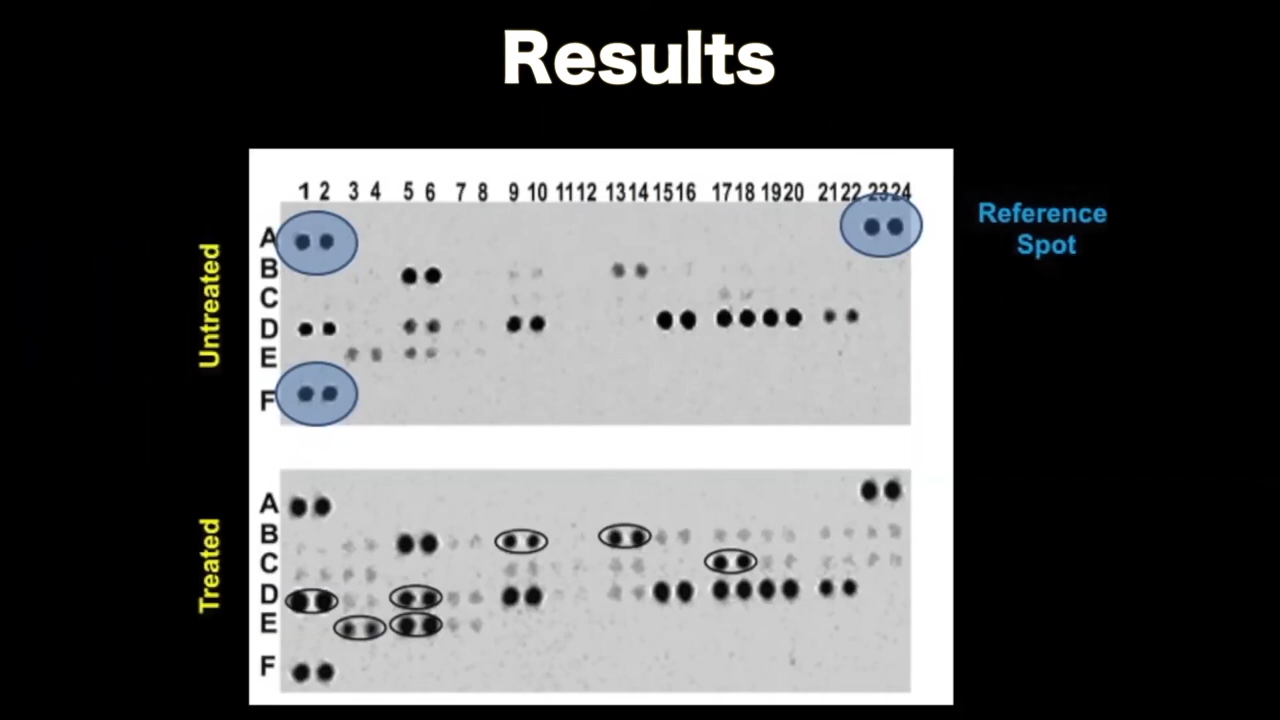 Results
1 2 3 4 5 6 7 8 9 10 11 12 13 14 15 16 17 18 19 20 21 22 23 24
Reference
Spot
Untreated
A
B
C
D
E
F
Treated
A
B
C
D
E
F